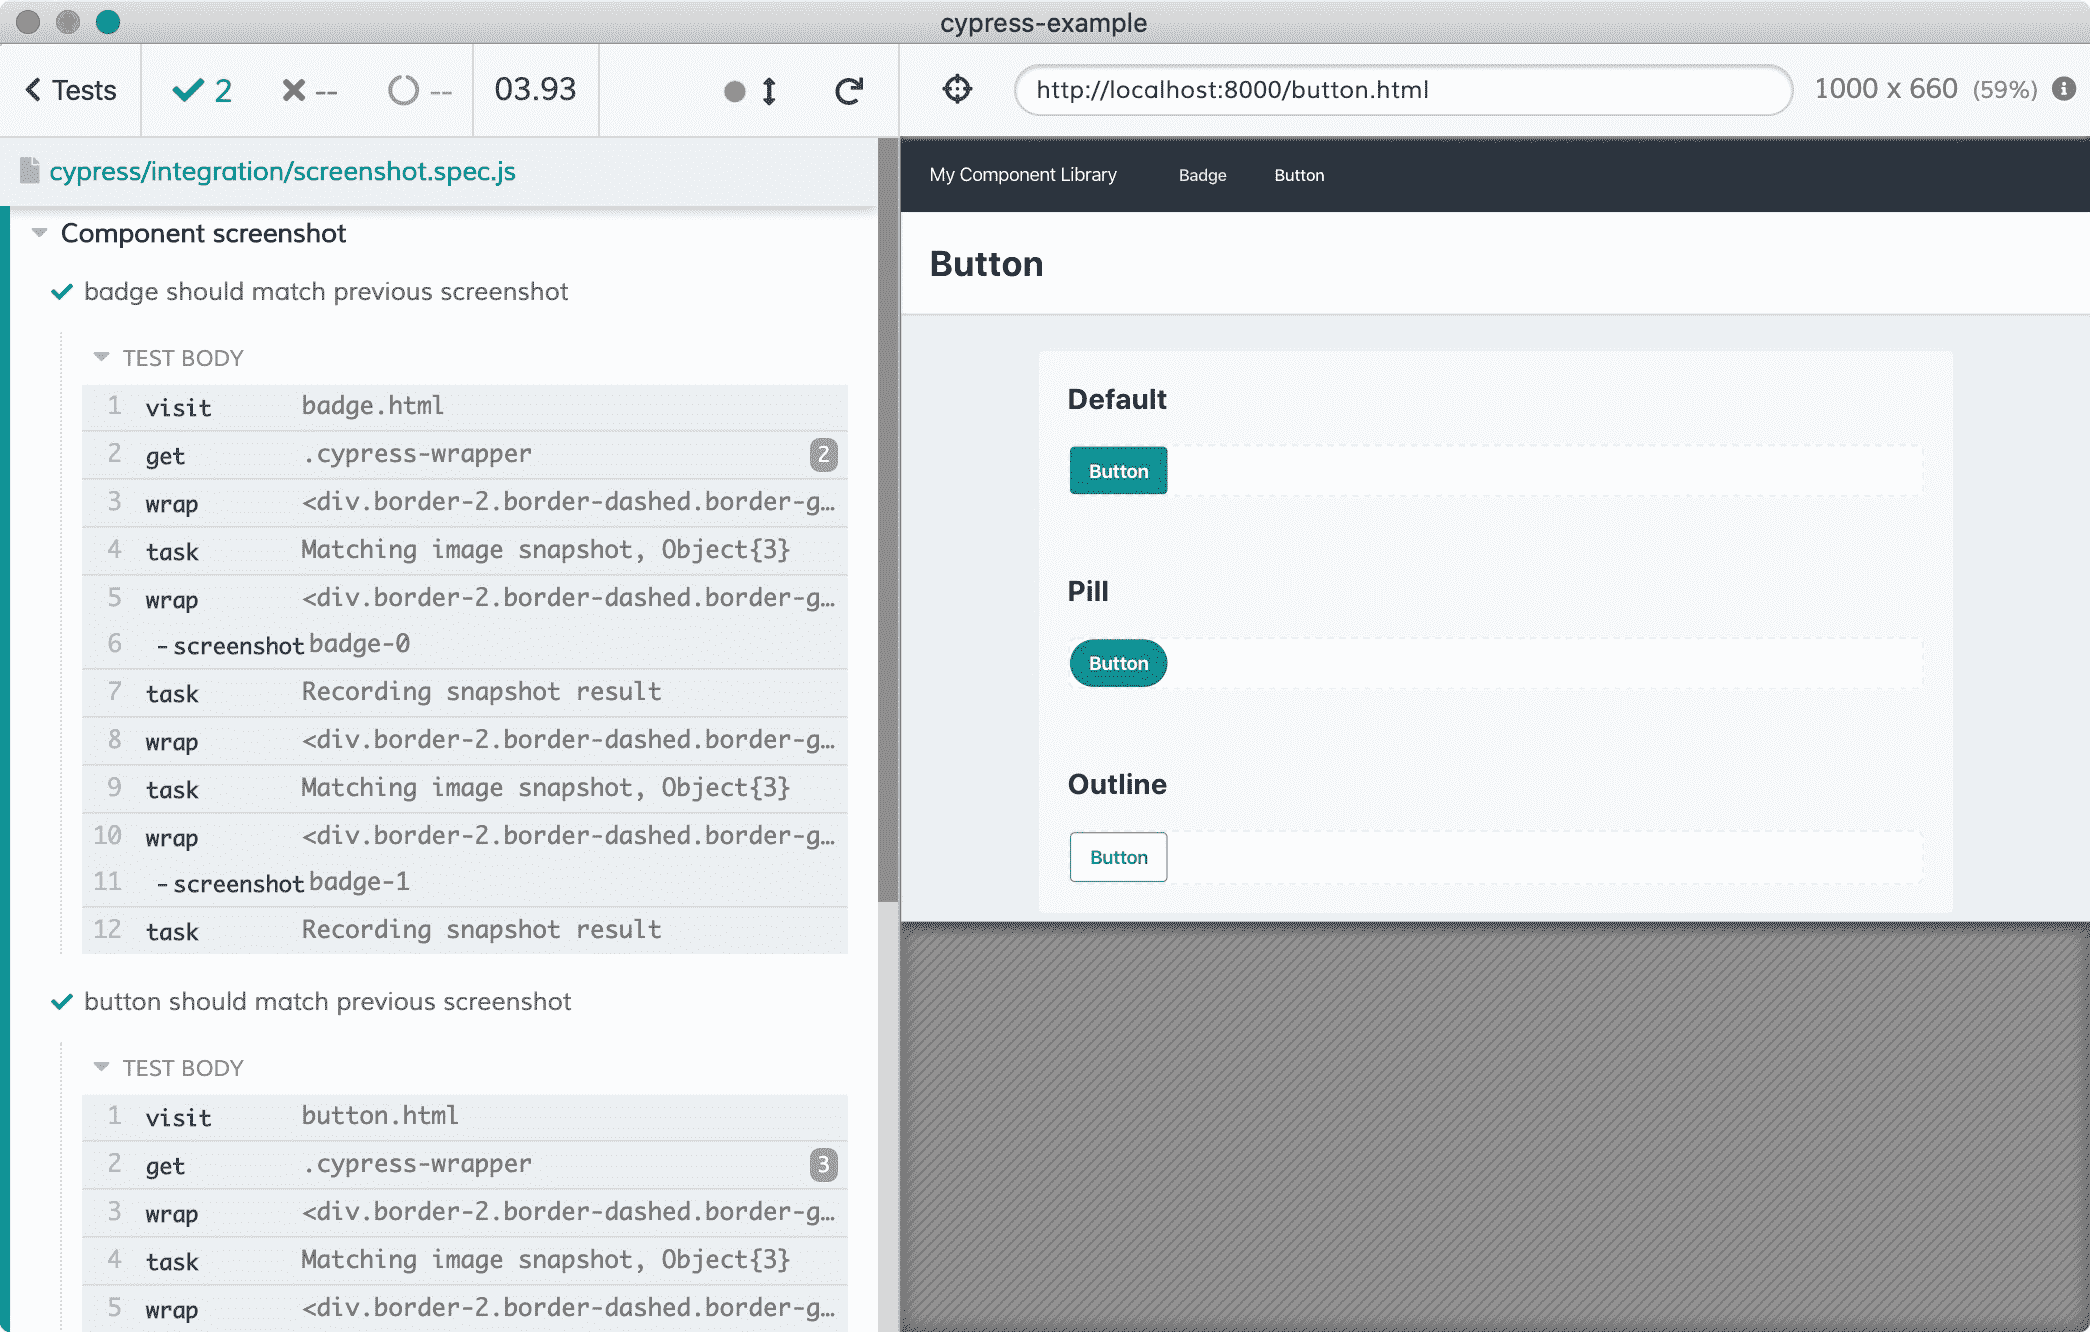 cypress-example
Tests 2 -- -- 03.93
http://localhost:8000/button.html 1000 x 660 (59%)
cypress/integration/screenshot.spec.js
Component screenshot
badge should match previous screenshot
TEST BODY
1 visit badge.html
2 get .cypress-wrapper 2
3 wrap <div.border-2.border-dashed.border-g…
4 task Matching image snapshot, Object{3}
5 wrap <div.border-2.border-dashed.border-g…
6 -screenshot badge-0
7 task Recording snapshot result
8 wrap <div.border-2.border-dashed.border-g…
9 task Matching image snapshot, Object{3}
10 wrap <div.border-2.border-dashed.border-g…
11 -screenshot badge-1
12 task Recording snapshot result
button should match previous screenshot
TEST BODY
1 visit button.html
2 get .cypress-wrapper 3
3 wrap <div.border-2.border-dashed.border-g…
4 task Matching image snapshot, Object{3}
5 wrap <div.border-2.border-dashed.border-g…
My Component Library Badge Button
Button
Default
Button
Pill
Button
Outline
Button